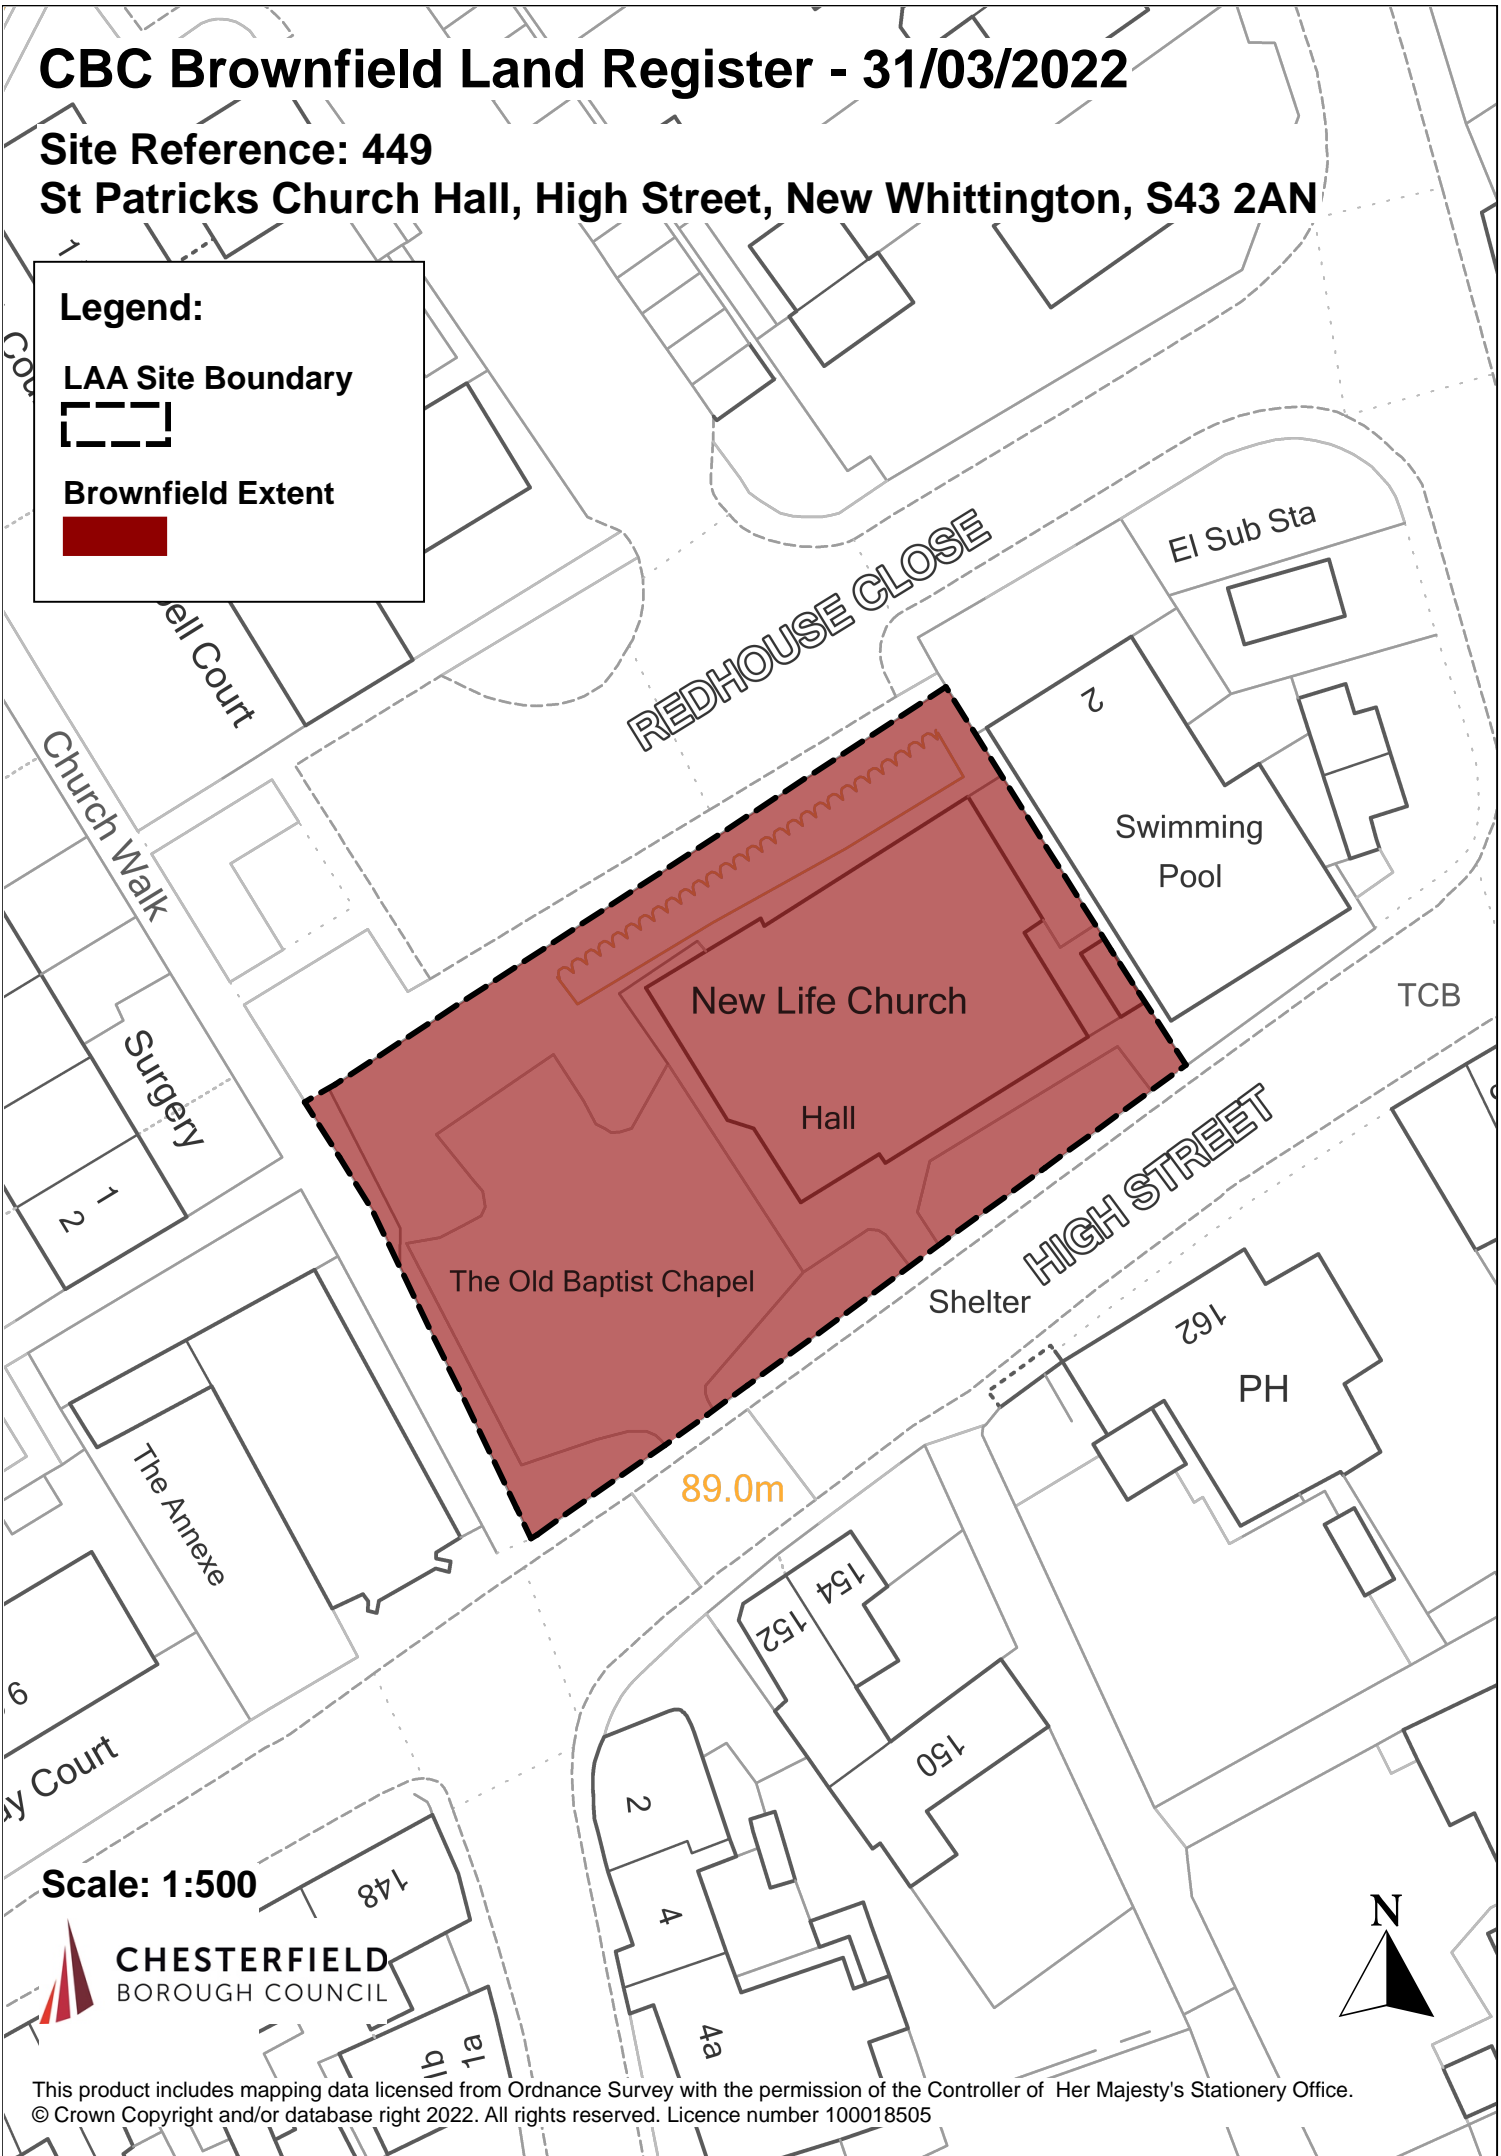 CBC Brownfield Land Register - 31/03/2022
Site Reference: 449
St Patricks Church Hall, High Street, New Whittington, S43 2AN
1
Legend:
LAA Site Boundary
Brownfield Extent
Court
Church Walk
REDHOUSE CLOSE
El Sub Sta
2
Swimming
Pool
TCB
New Life Church
Hall
Surgery
1
2
The Old Baptist Chapel
HIGH STREET
Shelter
162
PH
89.0m
The Annexe
154
152
150
6
Court
2
4
4a
148
1a
Scale: 1:500
CHESTERFIELD
BOROUGH COUNCIL
N
This product includes mapping data licensed from Ordnance Survey with the permission of the Controller of Her Majesty's Stationery Office.
© Crown Copyright and/or database right 2022. All rights reserved. Licence number 100018505